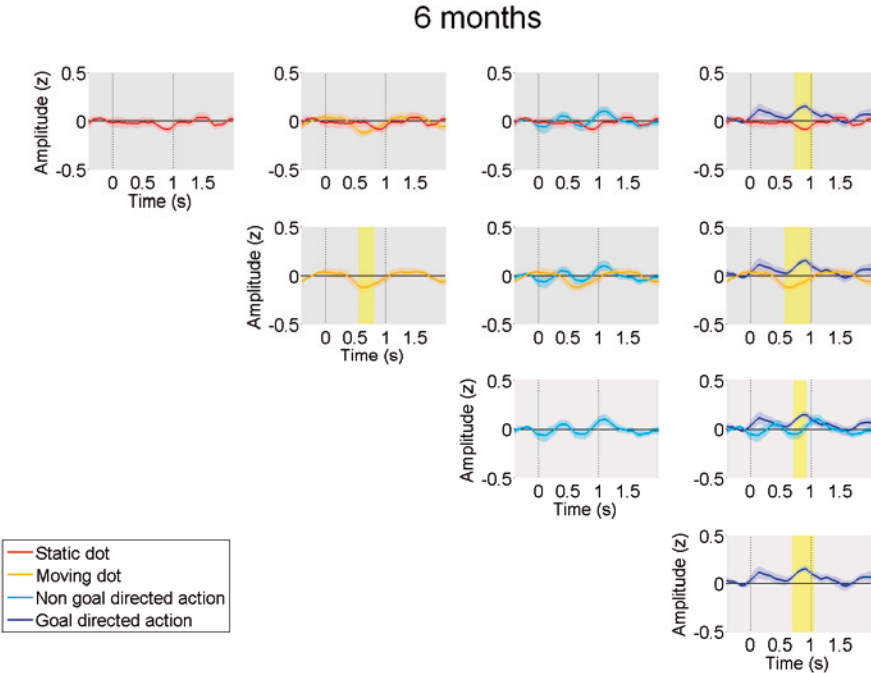 6 months
0.5 0.5 0.5 0.5
Amplitude (z)
0 0 0 0
-0.5 -0.5 -0.5 -0.5
0 0.5 1 1.5 0 0.5 1 1.5 0 0.5 1 1.5 0 0.5 1 1.5
Time (s)
0.5 0.5 0.5
Amplitude (z)
0 0 0
-0.5 -0.5 -0.5
0 0.5 1 1.5 0 0.5 1 1.5 0 0.5 1 1.5
Time (s)
0.5 0.5
Amplitude (z)
0 0
-0.5 -0.5
0 0.5 1 1.5 0 0.5 1 1.5
Time (s)
0.5
Amplitude (z)
0
-0.5
0 0.5 1 1.5
Time (s)
Static dot
Moving dot
Non goal directed action
Goal directed action